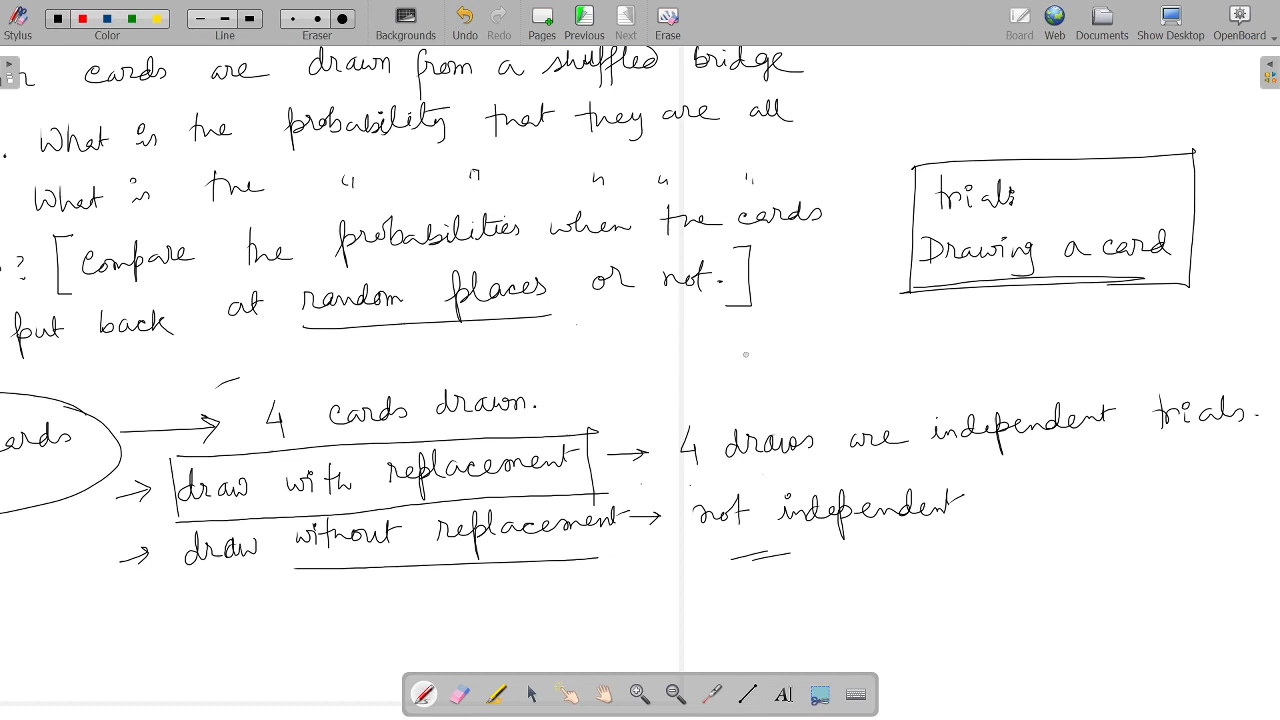 Stylus Color Line Eraser Backgrounds Undo Redo Pages Previous Next Erase Board Web Documents Show Desktop OpenBoard
cards are drawn from a shuffled bridge
. What is the probability that they are all
What is the " " " " "
? [Compare the probabilities when the cards
put back at random places or not.]
trial:
Drawing a card
ards
4 cards drawn.
→ draw with replacement → 4 draws are independent trials.
→ draw without replacement → not independent